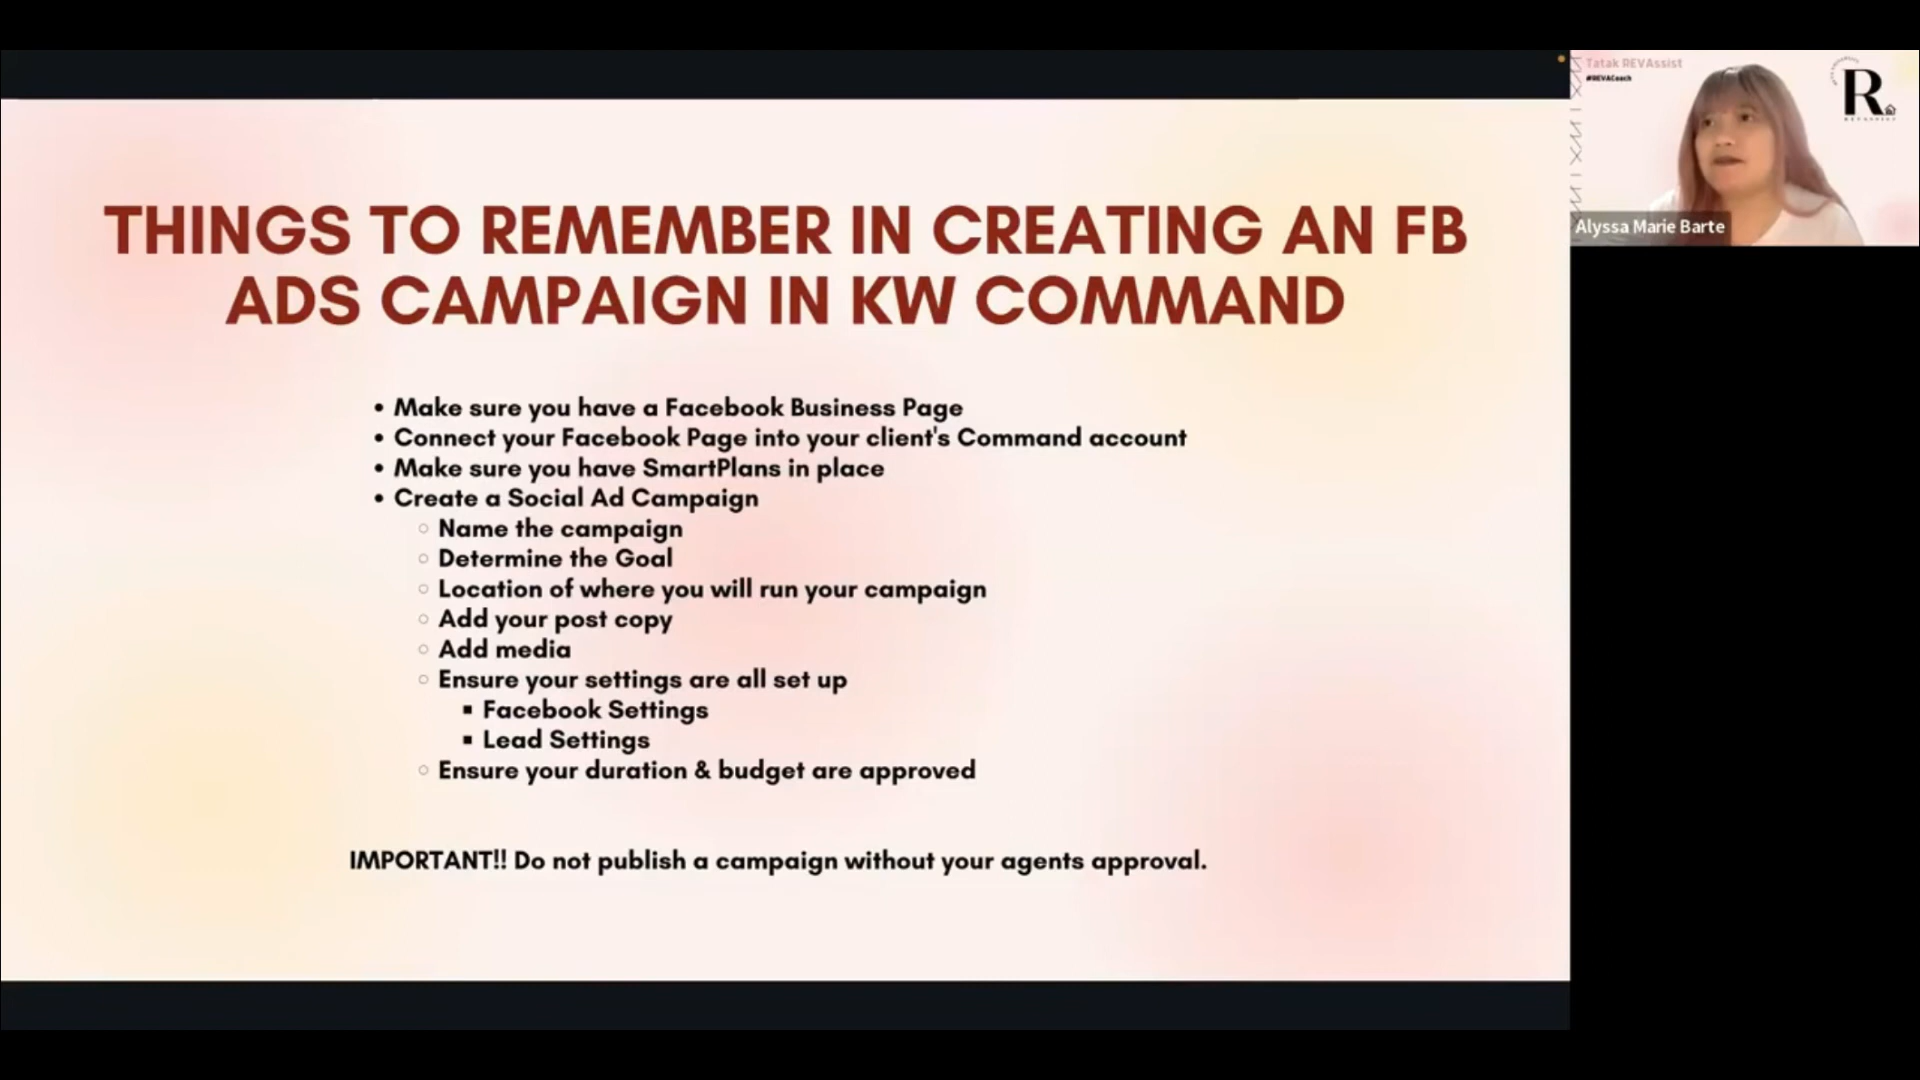 THINGS TO REMEMBER IN CREATING AN FB
ADS CAMPAIGN IN KW COMMAND
• Make sure you have a Facebook Business Page
• Connect your Facebook Page into your client's Command account
• Make sure you have SmartPlans in place
• Create a Social Ad Campaign
○ Name the campaign
○ Determine the Goal
○ Location of where you will run your campaign
○ Add your post copy
○ Add media
○ Ensure your settings are all set up
▪ Facebook Settings
▪ Lead Settings
○ Ensure your duration & budget are approved
IMPORTANT!! Do not publish a campaign without your agents approval.
Tatak REVAssist
#REVACoach
R
REVASSIST
Alyssa Marie Barte